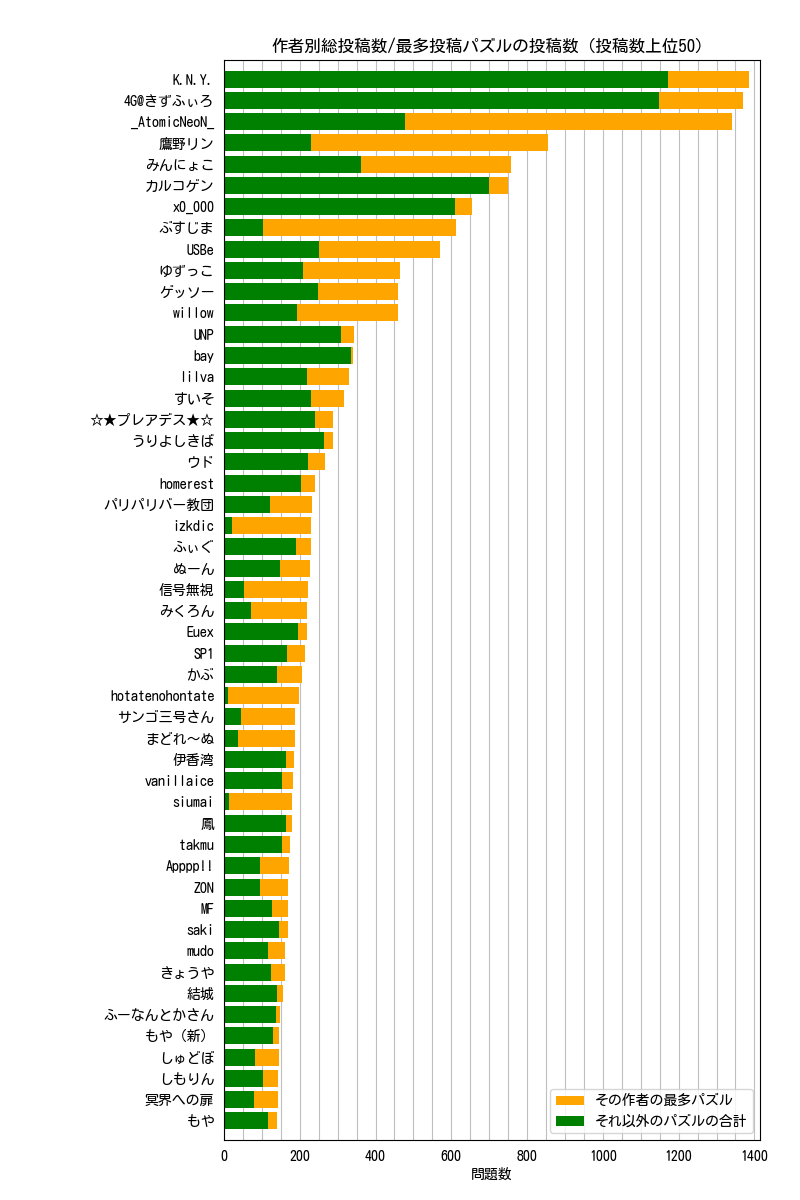 作者別総投稿数/最多投稿パズルの投稿数 (投稿数上位50)
K.N.Y.
4G@きずふぃろ
_AtomicNeoN_
鷹野リン
みんにょこ
カルコゲン
x0_000
ぶすじま
USBe
ゆずっこ
ゲッソー
willow
UNP
bay
lilva
すいそ
☆★プレアデス★☆
うりよしきば
ウド
homerest
パリパリバー教団
izkdic
ふぃぐ
ぬーん
信号無視
みくろん
Euex
SP1
かぶ
hotatenohontate
サンゴ三号さん
まどれ～ぬ
伊香湾
vanillaice
siumai
鳳
takmu
Appppll
ZON
MF
saki
mudo
きょうや
結城
ふーなんとかさん
もや（新）
しゅどぼ
しもりん
冥界への扉
もや
その作者の最多パズル
それ以外のパズルの合計
0 200 400 600 800 1000 1200 1400
問題数